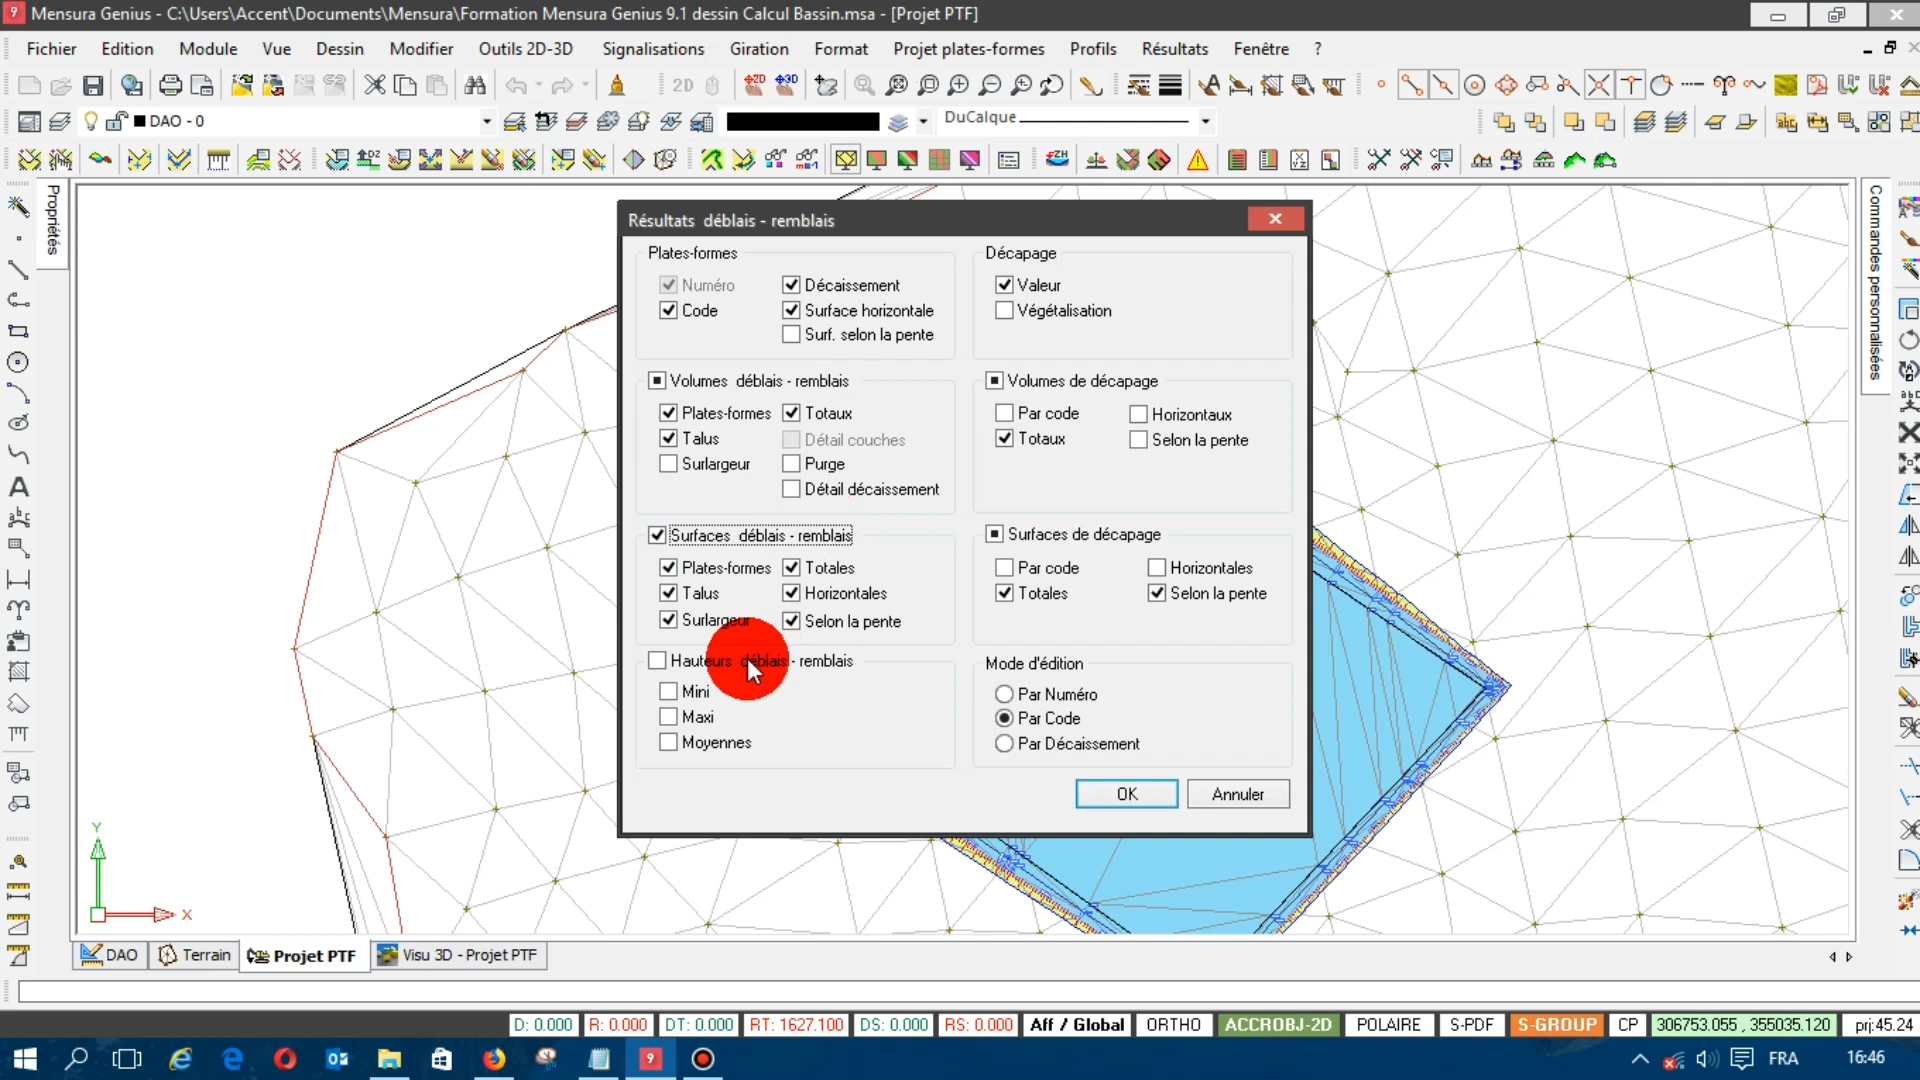 Mensura Genius - C:\Users\Accent\Documents\Mensura\Formation Mensura Genius 9.1 dessin Calcul Bassin.msa - [Projet PTF]
Fichier Edition Module Vue Dessin Modifier Outils 2D-3D Signalisations Giration Format Projet plates-formes Profils Résultats Fenêtre ?
2D
DAO - 0
DuCalque
Propriétés
Commandes personnalisées
Résultats déblais - remblais
Plates-formes
Numéro
Décaissement
Code
Surface horizontale
Surf. selon la pente
Décapage
Valeur
Végétalisation
Volumes déblais - remblais
Plates-formes
Totaux
Talus
Détail couches
Surlargeur
Purge
Détail décaissement
Volumes de décapage
Par code
Horizontaux
Totaux
Selon la pente
Surfaces déblais - remblais
Plates-formes
Totales
Talus
Horizontales
Surlargeur
Selon la pente
Surfaces de décapage
Par code
Horizontales
Totales
Selon la pente
Hauteurs déblais - remblais
Mini
Maxi
Moyennes
Mode d'édition
Par Numéro
Par Code
Par Décaissement
OK
Annuler
Y
X
DAO
Terrain
Projet PTF
Visu 3D - Projet PTF
D: 0.000 R: 0.000 DT: 0.000 RT: 1627.100 DS: 0.000 RS: 0.000 Aff / Global ORTHO ACCROBJ-2D POLAIRE S-PDF S-GROUP CP 306753.055 , 355035.120 prj:45.24
FRA
16:46